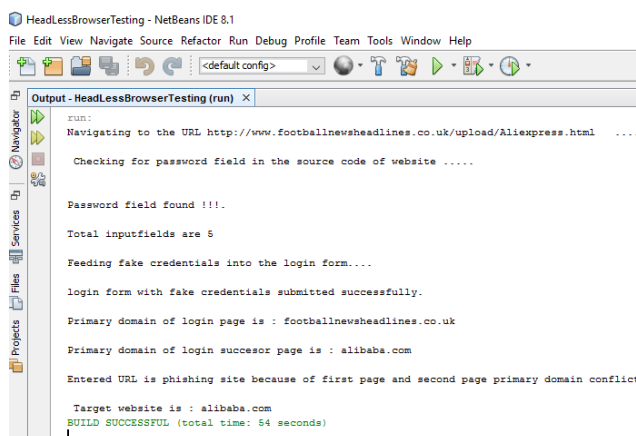 HeadLessBrowserTesting - NetBeans IDE 8.1
File Edit View Navigate Source Refactor Run Debug Profile Team Tools Window Help
<default config>
Output - HeadLessBrowserTesting (run) ×
Navigator
Services
Files
Projects
run:
Navigating to the URL http://www.footballnewsheadlines.co.uk/upload/Aliexpress.html ....
Checking for password field in the source code of website .....
Password field found !!!.
Total inputfields are 5
Feeding fake credentials into the login form....
login form with fake credentials submitted successfully.
Primary domain of login page is : footballnewsheadlines.co.uk
Primary domain of login succesor page is : alibaba.com
Entered URL is phishing site because of first page and second page primary domain conflict
Target website is : alibaba.com
BUILD SUCCESSFUL (total time: 54 seconds)